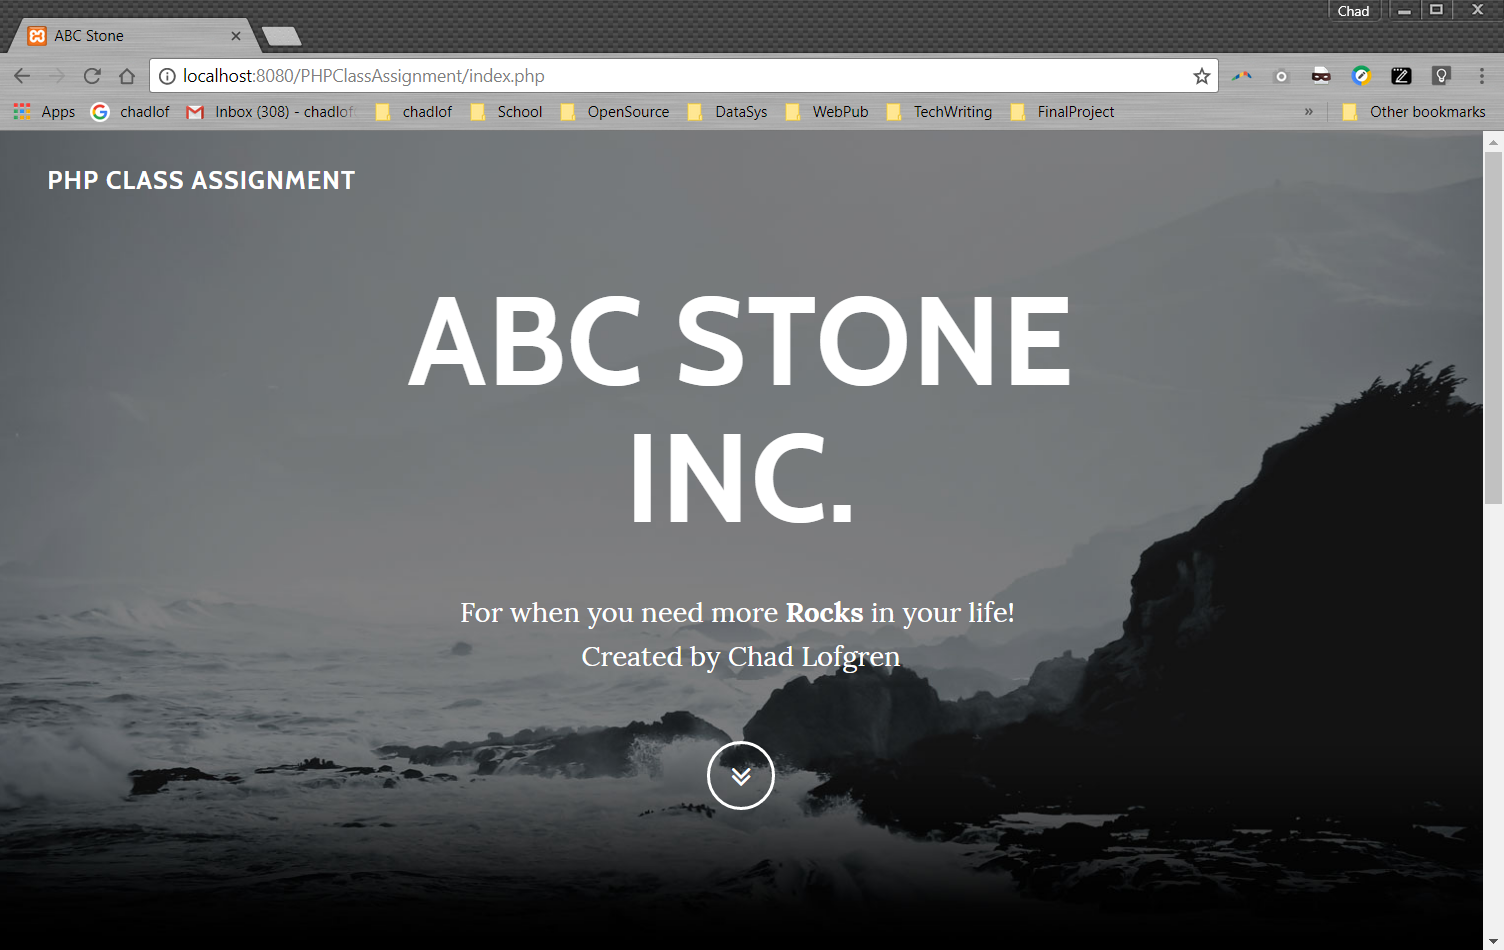 Chad
ABC Stone
localhost:8080/PHPClassAssignment/index.php
Apps chadlof Inbox (308) - chadlof chadlof School OpenSource DataSys WebPub TechWriting FinalProject » Other bookmarks
PHP CLASS ASSIGNMENT
ABC STONE
INC.
For when you need more Rocks in your life!
Created by Chad Lofgren